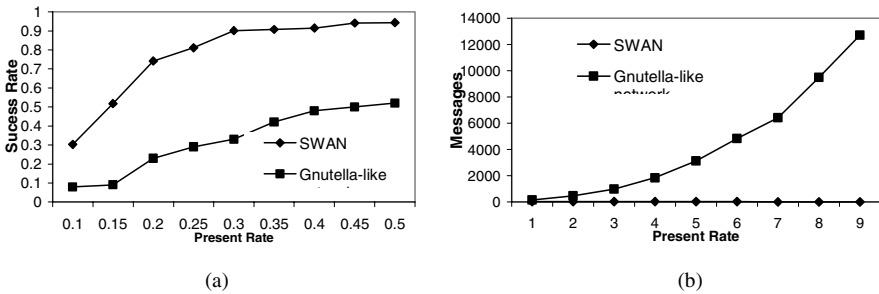 1
0.9
0.8
0.7
0.6
0.5
0.4
0.3
0.2
0.1
0
Sucess Rate
SWAN
Gnutella-like
0.1 0.15 0.2 0.25 0.3 0.35 0.4 0.45 0.5
Present Rate
(a)
14000
12000
10000
8000
6000
4000
2000
0
Messages
SWAN
Gnutella-like
network
1 2 3 4 5 6 7 8 9
Present Rate
(b)